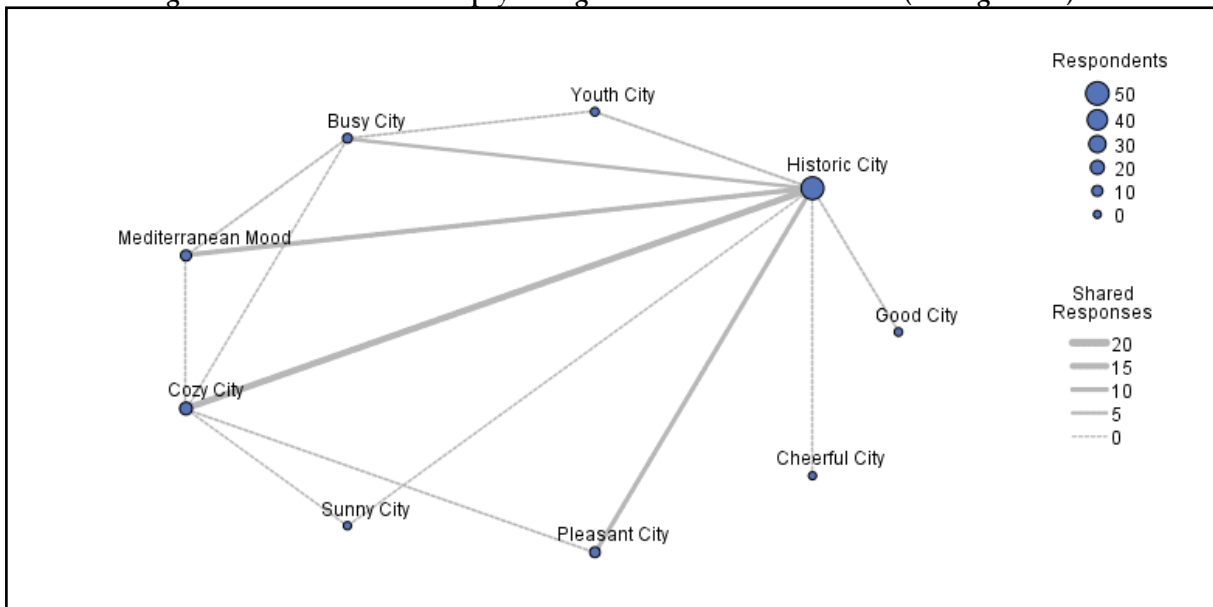 Youth City
Busy City
Historic City
Mediterranean Mood
Good City
Cozy City
Cheerful City
Sunny City
Pleasant City
Respondents
50
40
30
20
10
0
Shared
Responses
20
15
10
5
0